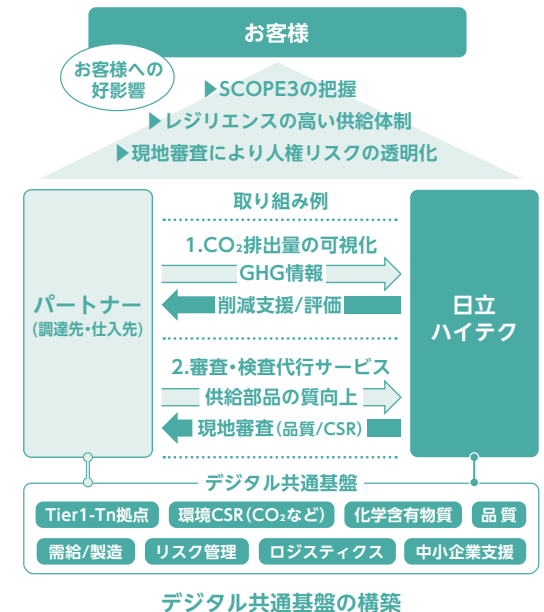 お客様
お客様への
好影響
▶SCOPE3の把握
▶レジリエンスの高い供給体制
▶現地審査により人権リスクの透明化
取り組み例
1.CO₂排出量の可視化
GHG情報
削減支援/評価
パートナー
(調達先・仕入先)
日立
ハイテク
2.審査・検査代行サービス
供給部品の質向上
現地審査(品質/CSR)
デジタル共通基盤
Tier1-Tn拠点 環境CSR(CO₂など) 化学含有物質 品質
需給/製造 リスク管理 ロジスティクス 中小企業支援
デジタル共通基盤の構築